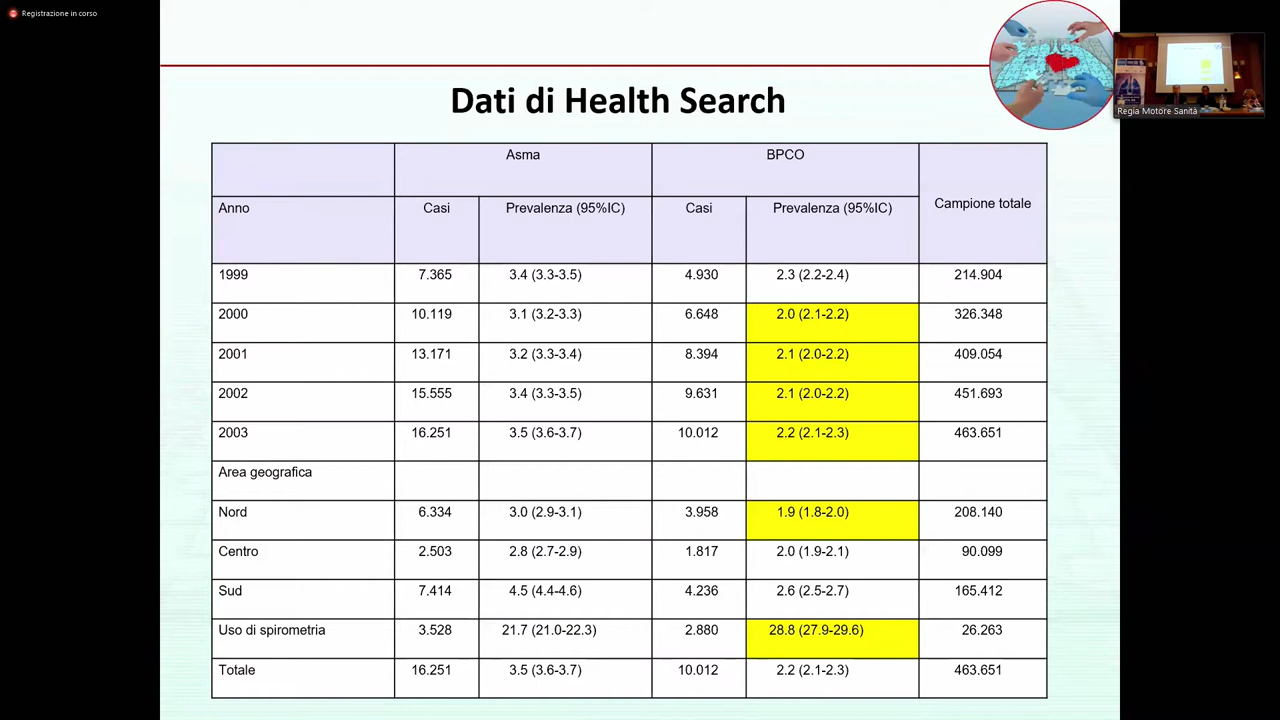 Registrazione in corso
Regia Motore Sanità
Dati di Health Search
Asma BPCO Campione totale
Anno Casi Prevalenza (95%IC) Casi Prevalenza (95%IC)
1999 7.365 3.4 (3.3-3.5) 4.930 2.3 (2.2-2.4) 214.904
2000 10.119 3.1 (3.2-3.3) 6.648 2.0 (2.1-2.2) 326.348
2001 13.171 3.2 (3.3-3.4) 8.394 2.1 (2.0-2.2) 409.054
2002 15.555 3.4 (3.3-3.5) 9.631 2.1 (2.0-2.2) 451.693
2003 16.251 3.5 (3.6-3.7) 10.012 2.2 (2.1-2.3) 463.651
Area geografica
Nord 6.334 3.0 (2.9-3.1) 3.958 1.9 (1.8-2.0) 208.140
Centro 2.503 2.8 (2.7-2.9) 1.817 2.0 (1.9-2.1) 90.099
Sud 7.414 4.5 (4.4-4.6) 4.236 2.6 (2.5-2.7) 165.412
Uso di spirometria 3.528 21.7 (21.0-22.3) 2.880 28.8 (27.9-29.6) 26.263
Totale 16.251 3.5 (3.6-3.7) 10.012 2.2 (2.1-2.3) 463.651